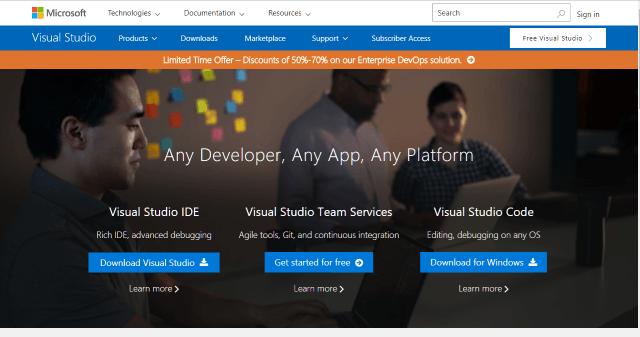 Microsoft Technologies Documentation Resources Search Sign in
Visual Studio Products Downloads Marketplace Support Subscriber Access Free Visual Studio
Limited Time Offer – Discounts of 50%-70% on our Enterprise DevOps solution.
Any Developer, Any App, Any Platform
Visual Studio IDE Visual Studio Team Services Visual Studio Code
Rich IDE, advanced debugging Agile tools, Git, and continuous integration Editing, debugging on any OS
Download Visual Studio Get started for free Download for Windows
Learn more Learn more Learn more